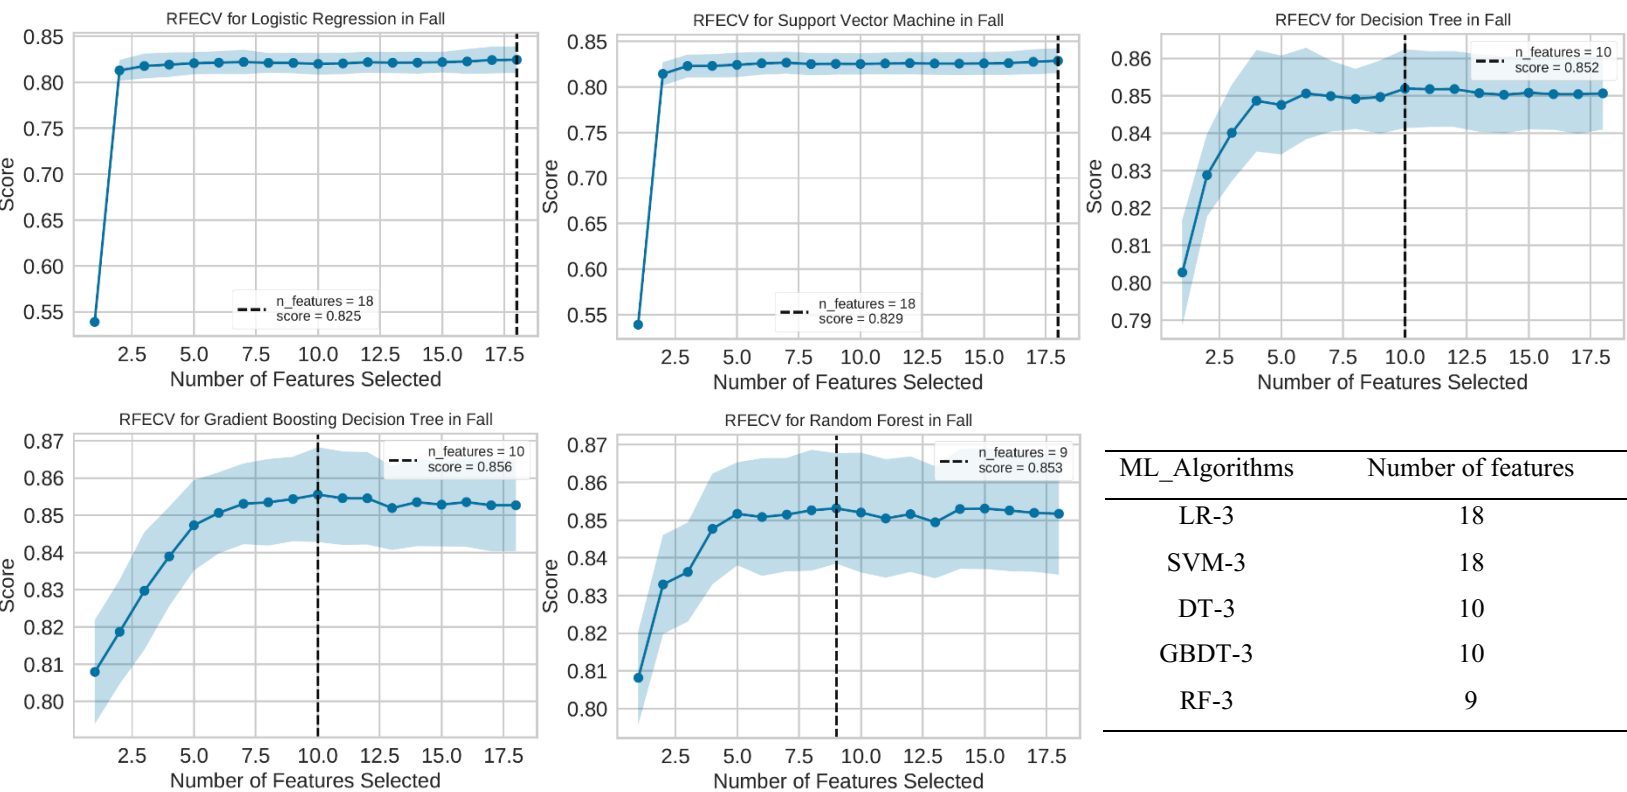 RFECV for Logistic Regression in Fall
0.85
0.80
0.75
0.70
0.65
0.60
0.55
Score
n_features = 18
score = 0.825
2.5 5.0 7.5 10.0 12.5 15.0 17.5
Number of Features Selected
RFECV for Support Vector Machine in Fall
0.85
0.80
0.75
0.70
0.65
0.60
0.55
Score
n_features = 18
score = 0.829
2.5 5.0 7.5 10.0 12.5 15.0 17.5
Number of Features Selected
RFECV for Decision Tree in Fall
0.86
0.85
0.84
0.83
0.82
0.81
0.80
0.79
Score
n_features = 10
score = 0.852
2.5 5.0 7.5 10.0 12.5 15.0 17.5
Number of Features Selected
RFECV for Gradient Boosting Decision Tree in Fall
0.87
0.86
0.85
0.84
0.83
0.82
0.81
0.80
Score
n_features = 10
score = 0.856
2.5 5.0 7.5 10.0 12.5 15.0 17.5
Number of Features Selected
RFECV for Random Forest in Fall
0.87
0.86
0.85
0.84
0.83
0.82
0.81
0.80
Score
n_features = 9
score = 0.853
2.5 5.0 7.5 10.0 12.5 15.0 17.5
Number of Features Selected
ML_Algorithms Number of features
LR-3 18
SVM-3 18
DT-3 10
GBDT-3 10
RF-3 9